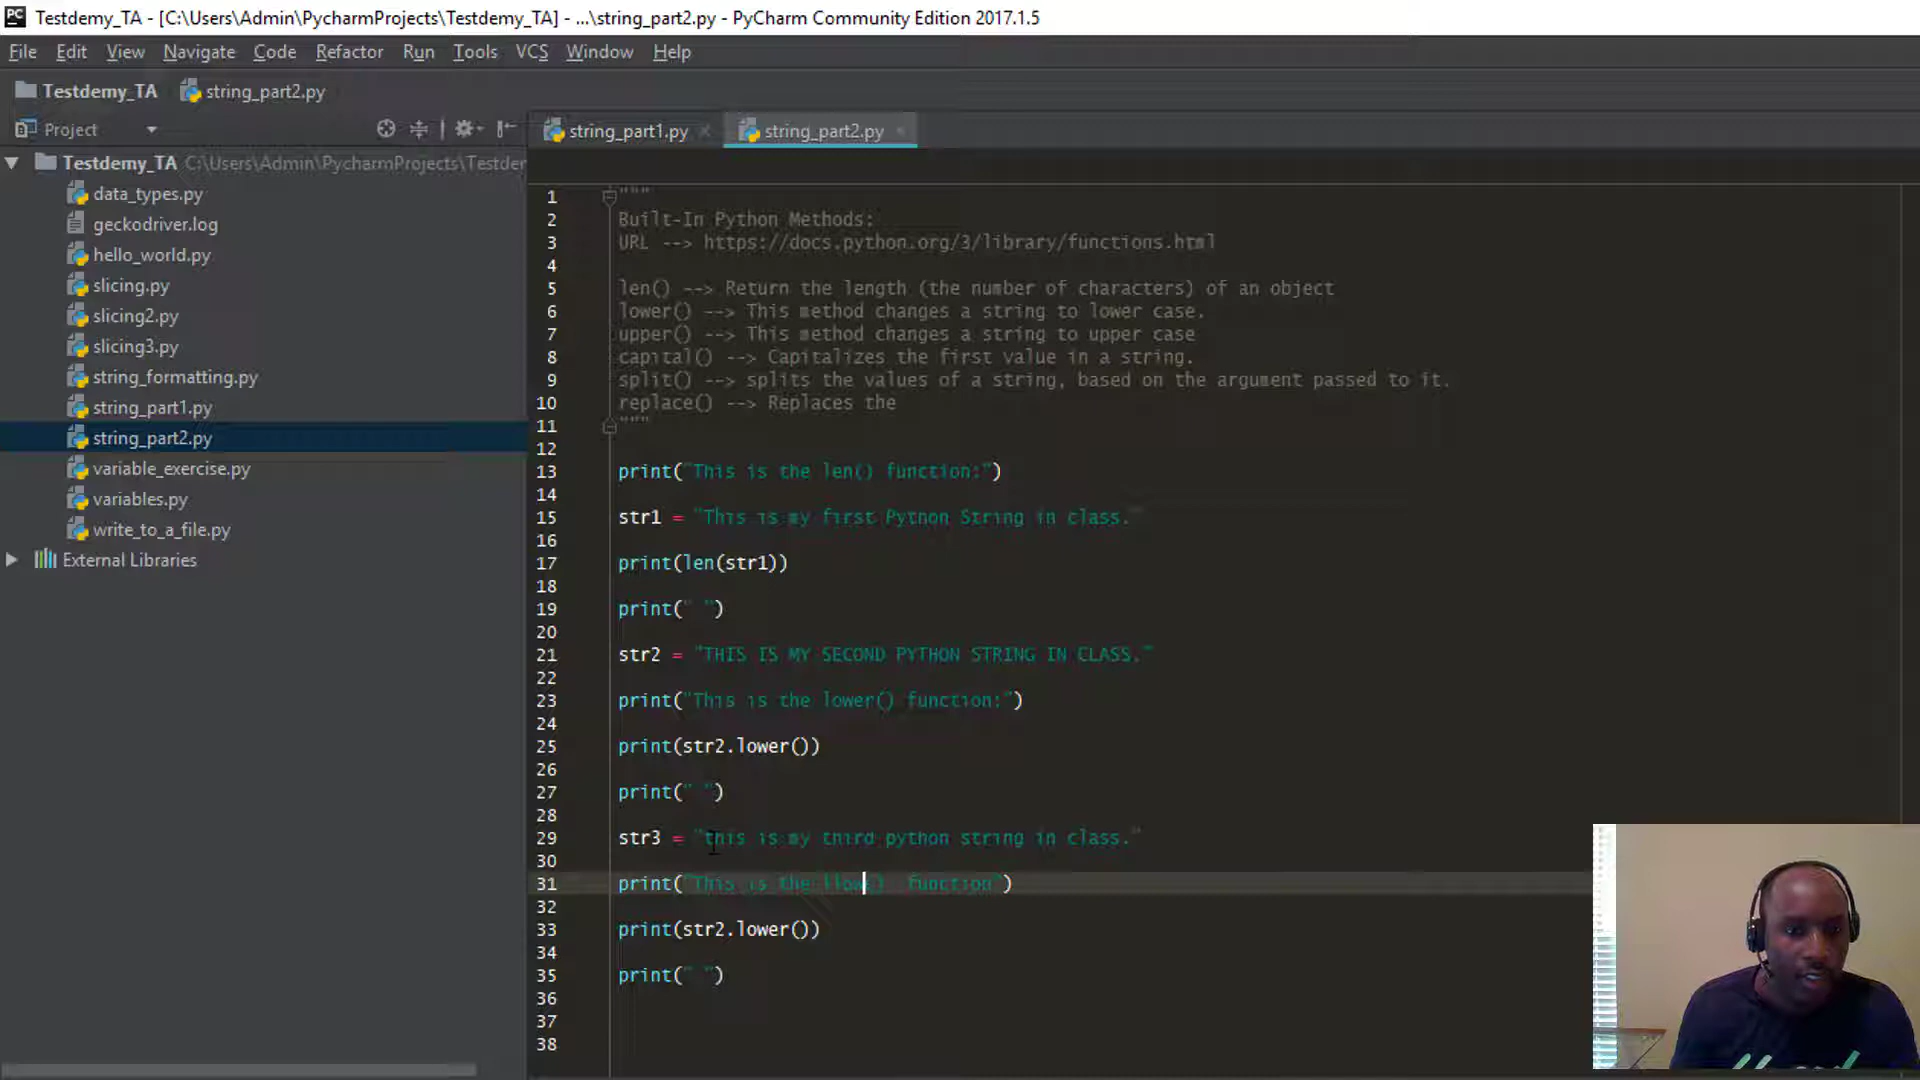 PC Testdemy_TA - [C:\Users\Admin\PycharmProjects\Testdemy_TA] - ...\string_part2.py - PyCharm Community Edition 2017.1.5
File Edit View Navigate Code Refactor Run Tools VCS Window Help
Testdemy_TA string_part2.py
Project
string_part1.py string_part2.py
Testdemy_TA C:\Users\Admin\PycharmProjects\Testder
data_types.py
geckodriver.log
hello_world.py
slicing.py
slicing2.py
slicing3.py
string_formatting.py
string_part1.py
string_part2.py
variable_exercise.py
variables.py
write_to_a_file.py
External Libraries
1 """
2 Built-In Python Methods:
3 URL --> https://docs.python.org/3/library/functions.html
4
5 len() --> Return the length (the number of characters) of an object
6 lower() --> This method changes a string to lower case.
7 upper() --> This method changes a string to upper case
8 capital() --> Capitalizes the first value in a string.
9 split() --> splits the values of a string, based on the argument passed to it.
10 replace() --> Replaces the
11 """
12
13 print("This is the len() function:")
14
15 str1 = "This is my first Python String in class."
16
17 print(len(str1))
18
19 print(" ")
20
21 str2 = "THIS IS MY SECOND PYTHON STRING IN CLASS."
22
23 print("This is the lower() function:")
24
25 print(str2.lower())
26
27 print(" ")
28
29 str3 = "this is my third python string in class."
30
31 print("This is the function")
32
33 print(str2.lower())
34
35 print(" ")
36
37
38